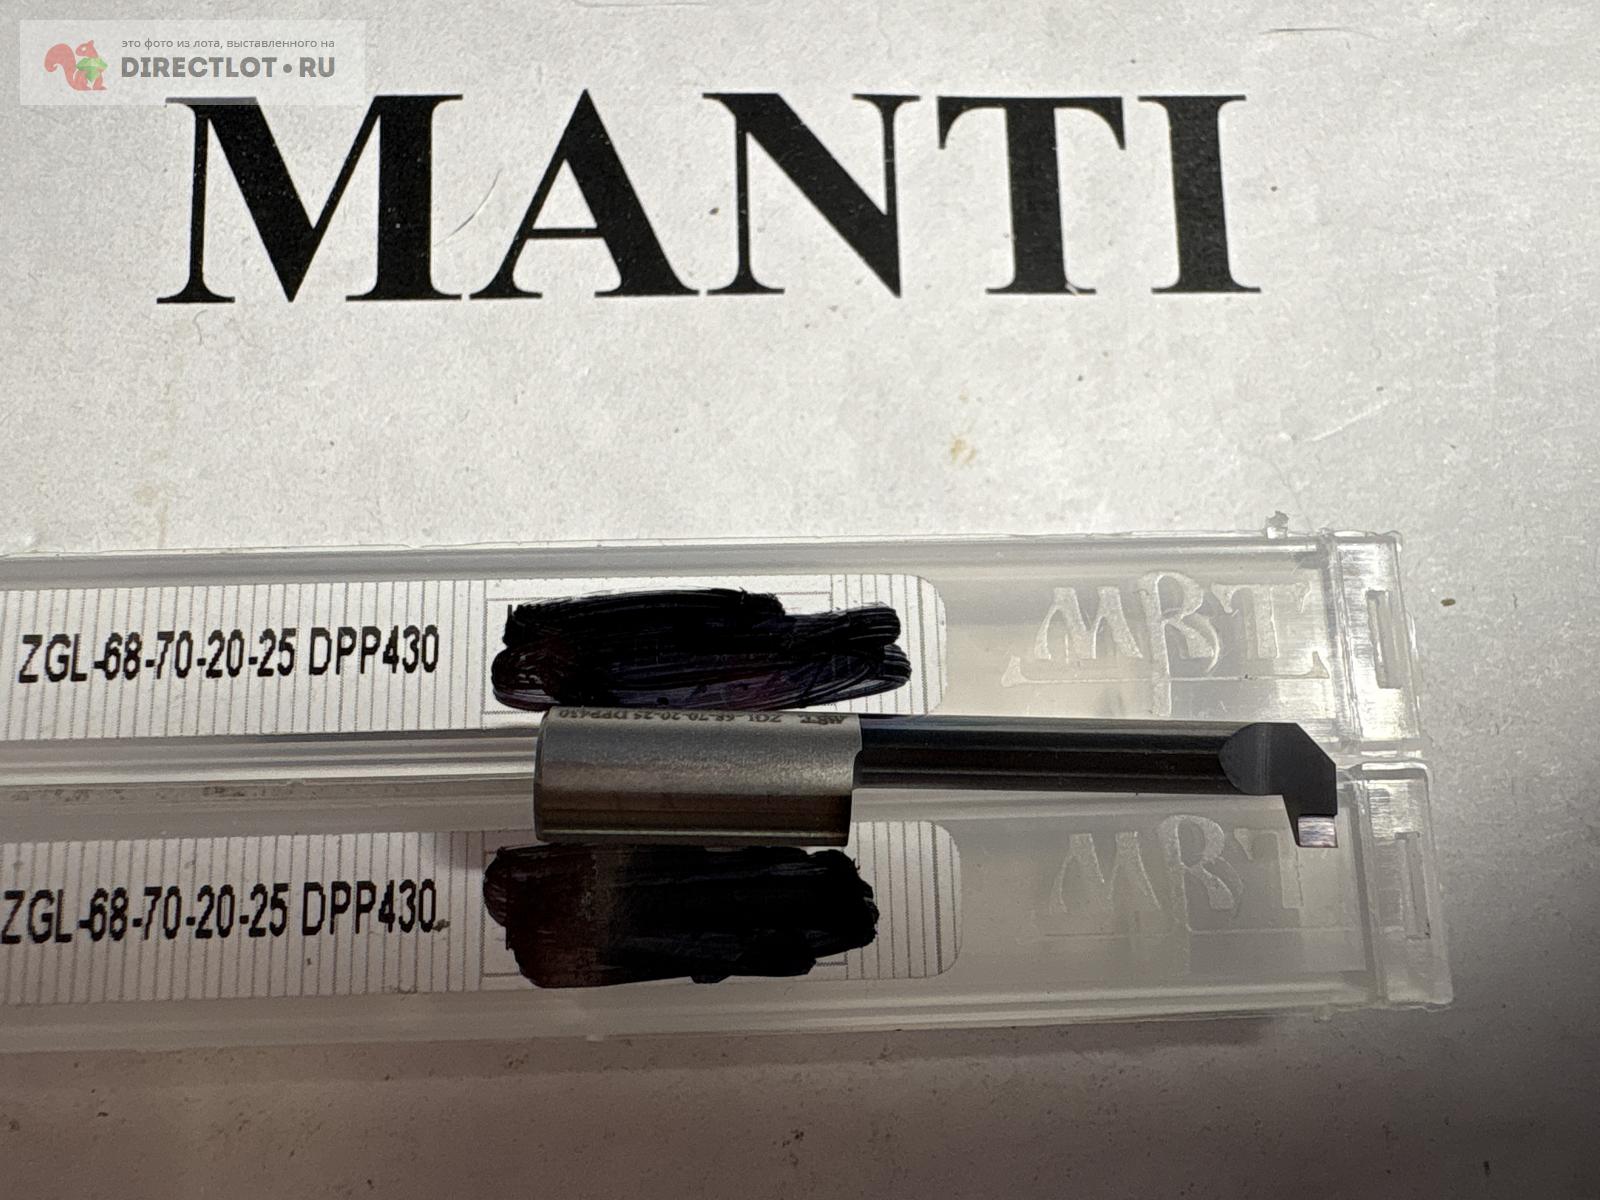 это фото из лота, выставленного на
DIRECTLOT•RU
MANTI
ZGL-68-70-20-25 DPP430
MBT
MBT ZGL-68-70-20-25 DPP430
ZGL-68-70-20-25 DPP430
MBT